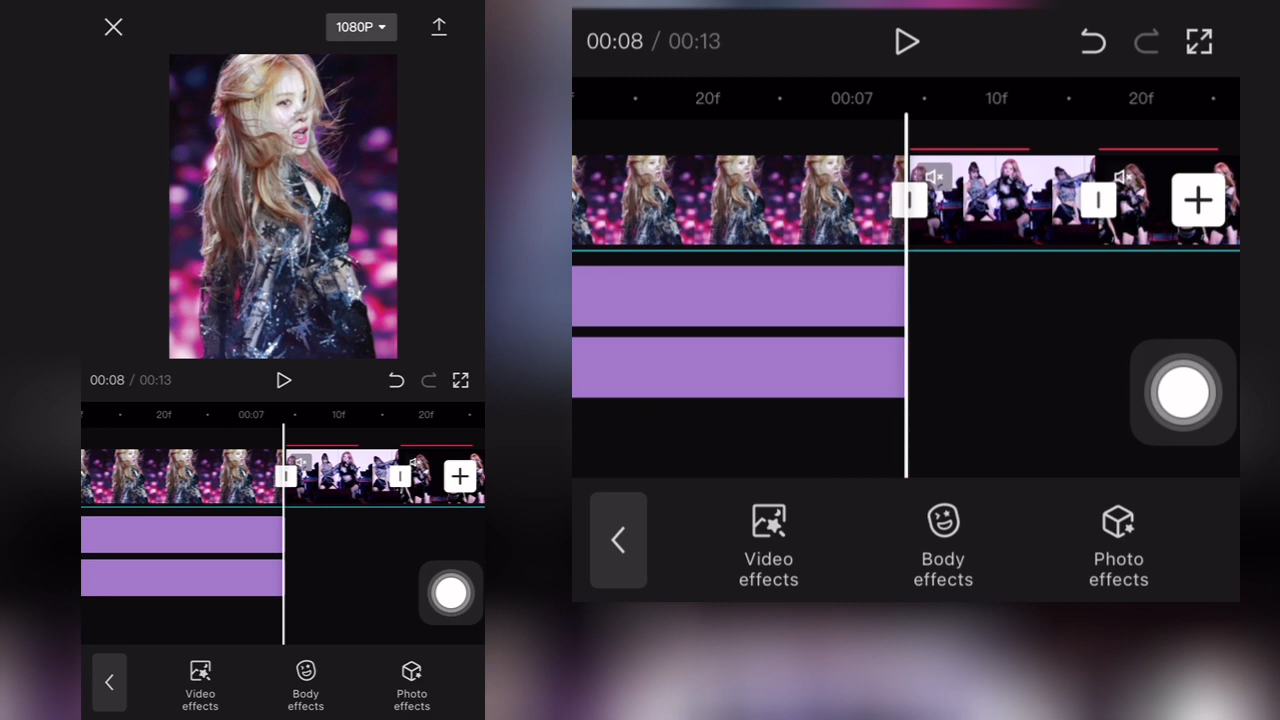 1080P
00:08 / 00:13
20f
00:07
10f
20f
Video
effects
Body
effects
Photo
effects
00:08 / 00:13
f
20f
00:07
10f
20f
Video
effects
Body
effects
Photo
effects